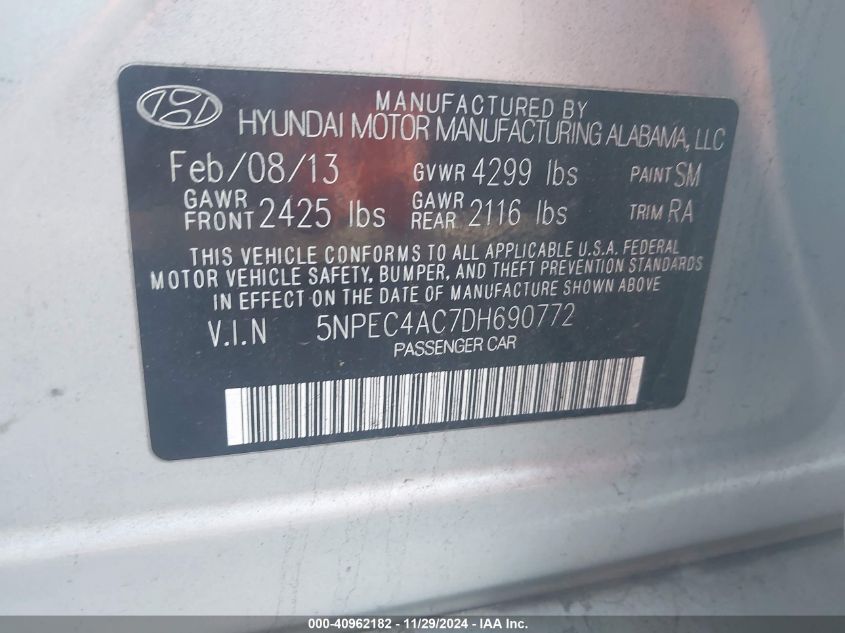 MANUFACTURED BY
HYUNDAI MOTOR MANUFACTURING ALABAMA, LLC
Feb/08/13 GVWR 4299 lbs PAINT SM
GAWR FRONT 2425 lbs GAWR REAR 2116 lbs TRIM RA
THIS VEHICLE CONFORMS TO ALL APPLICABLE U.S.A. FEDERAL
MOTOR VEHICLE SAFETY, BUMPER, AND THEFT PREVENTION STANDARDS
IN EFFECT ON THE DATE OF MANUFACTURE SHOWN ABOVE.
V.I.N 5NPEC4AC7DH690772
PASSENGER CAR
000-40962182 - 11/29/2024 - IAA Inc.